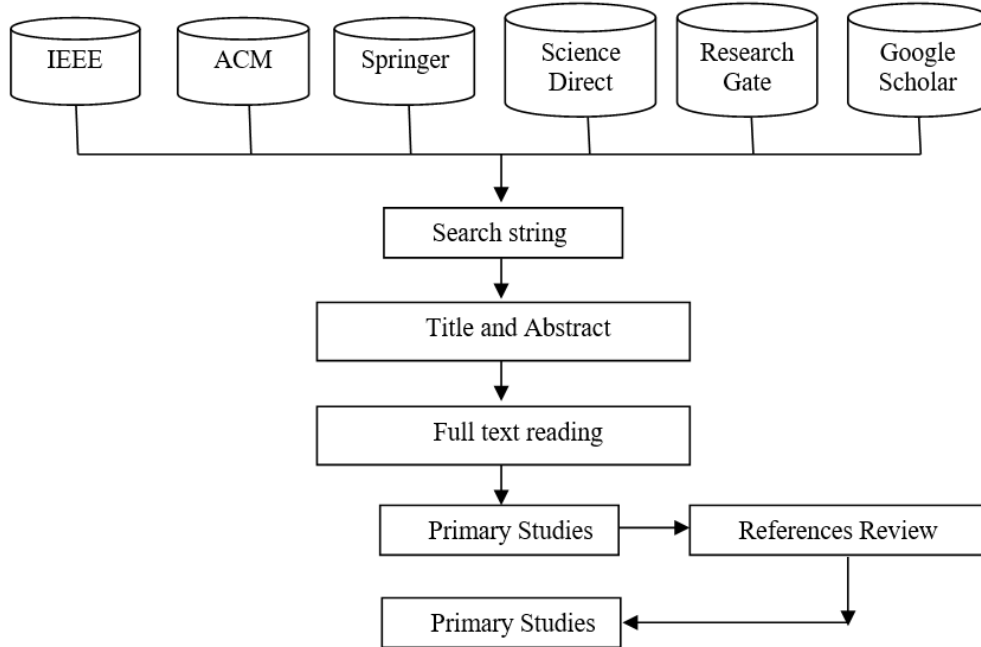 IEEE
ACM
Springer
Science
Direct
Research
Gate
Google
Scholar
Search string
Title and Abstract
Full text reading
Primary Studies
References Review
Primary Studies